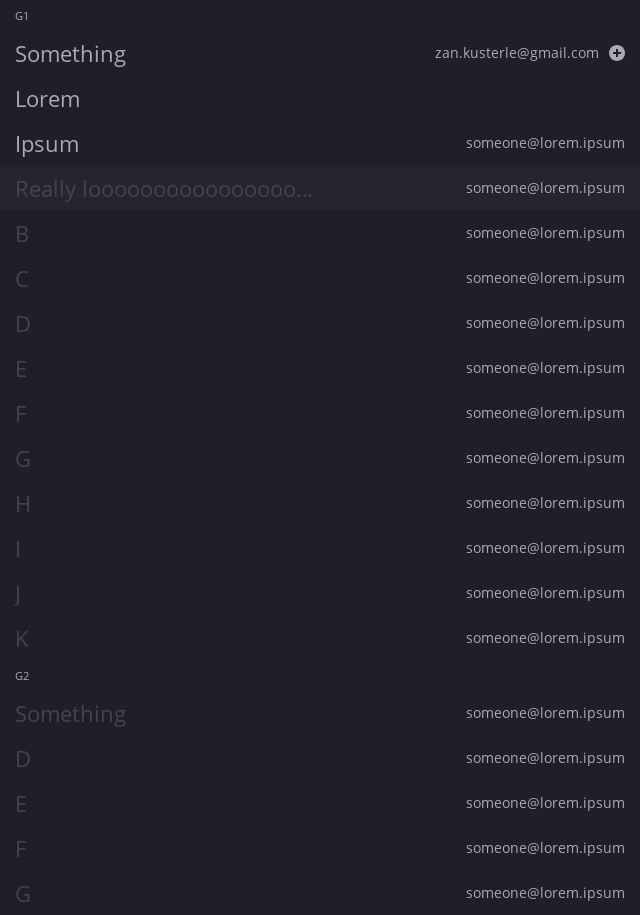 G1
Something zan.kusterle@gmail.com
Lorem
Ipsum someone@lorem.ipsum
Really looooooooooooooooo... someone@lorem.ipsum
B someone@lorem.ipsum
C someone@lorem.ipsum
D someone@lorem.ipsum
E someone@lorem.ipsum
F someone@lorem.ipsum
G someone@lorem.ipsum
H someone@lorem.ipsum
I someone@lorem.ipsum
J someone@lorem.ipsum
K someone@lorem.ipsum
G2
Something someone@lorem.ipsum
D someone@lorem.ipsum
E someone@lorem.ipsum
F someone@lorem.ipsum
G someone@lorem.ipsum